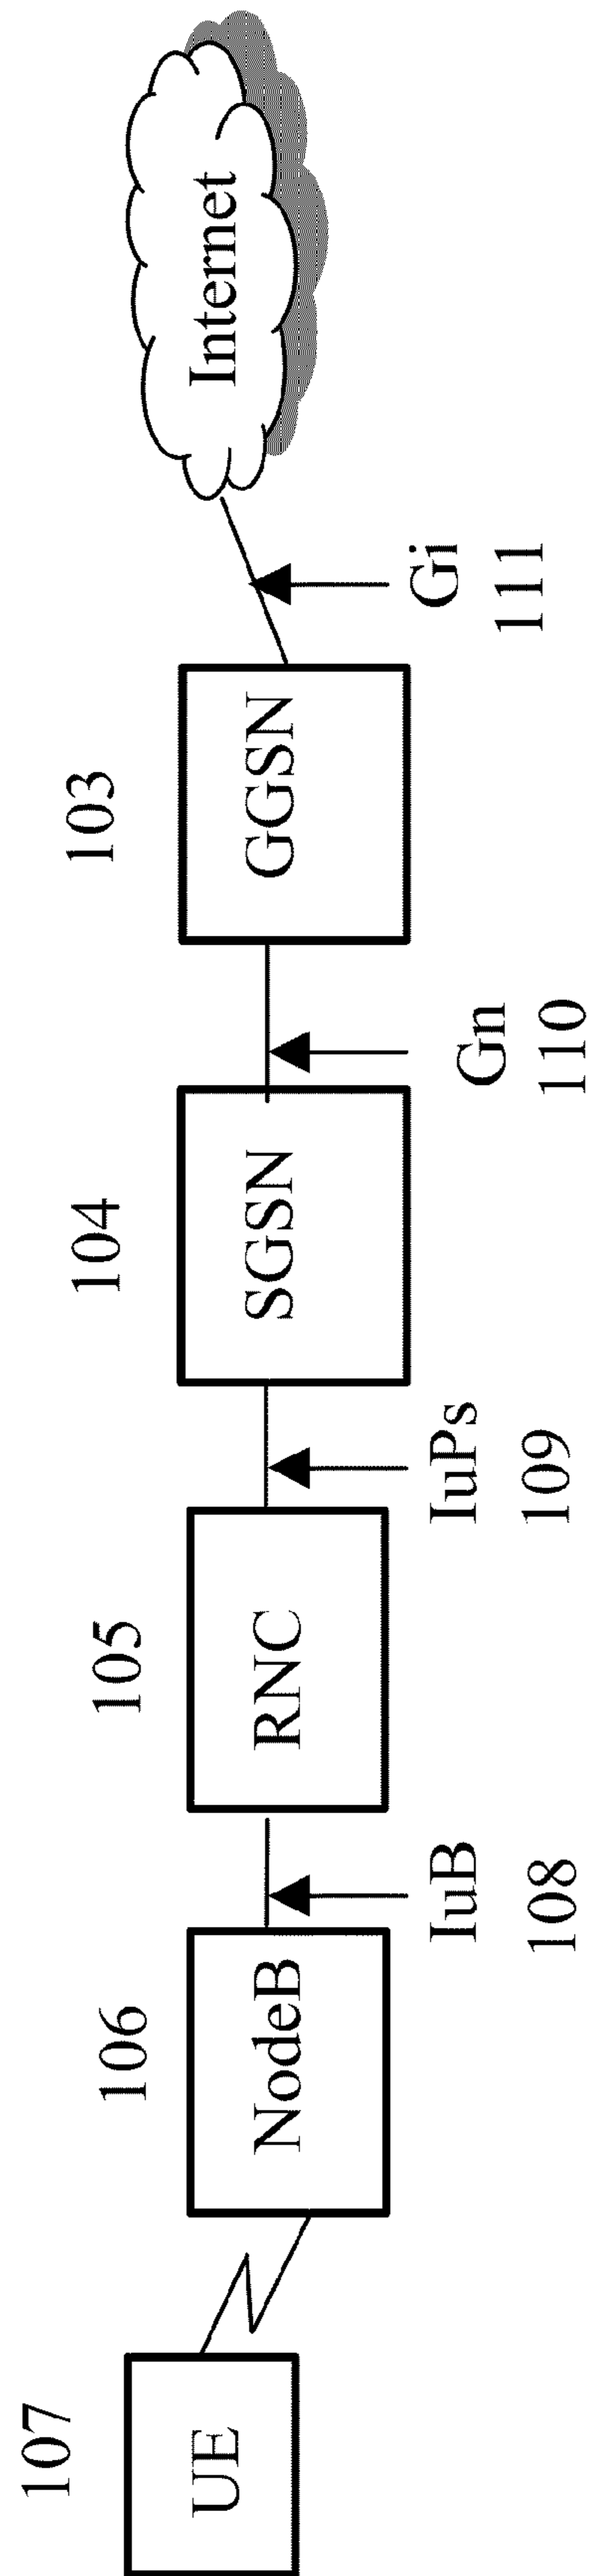 107
UE
106
NodeB
IuB
108
105
RNC
IuPs
109
104
SGSN
Gn
110
103
GGSN
Gi
111
Internet